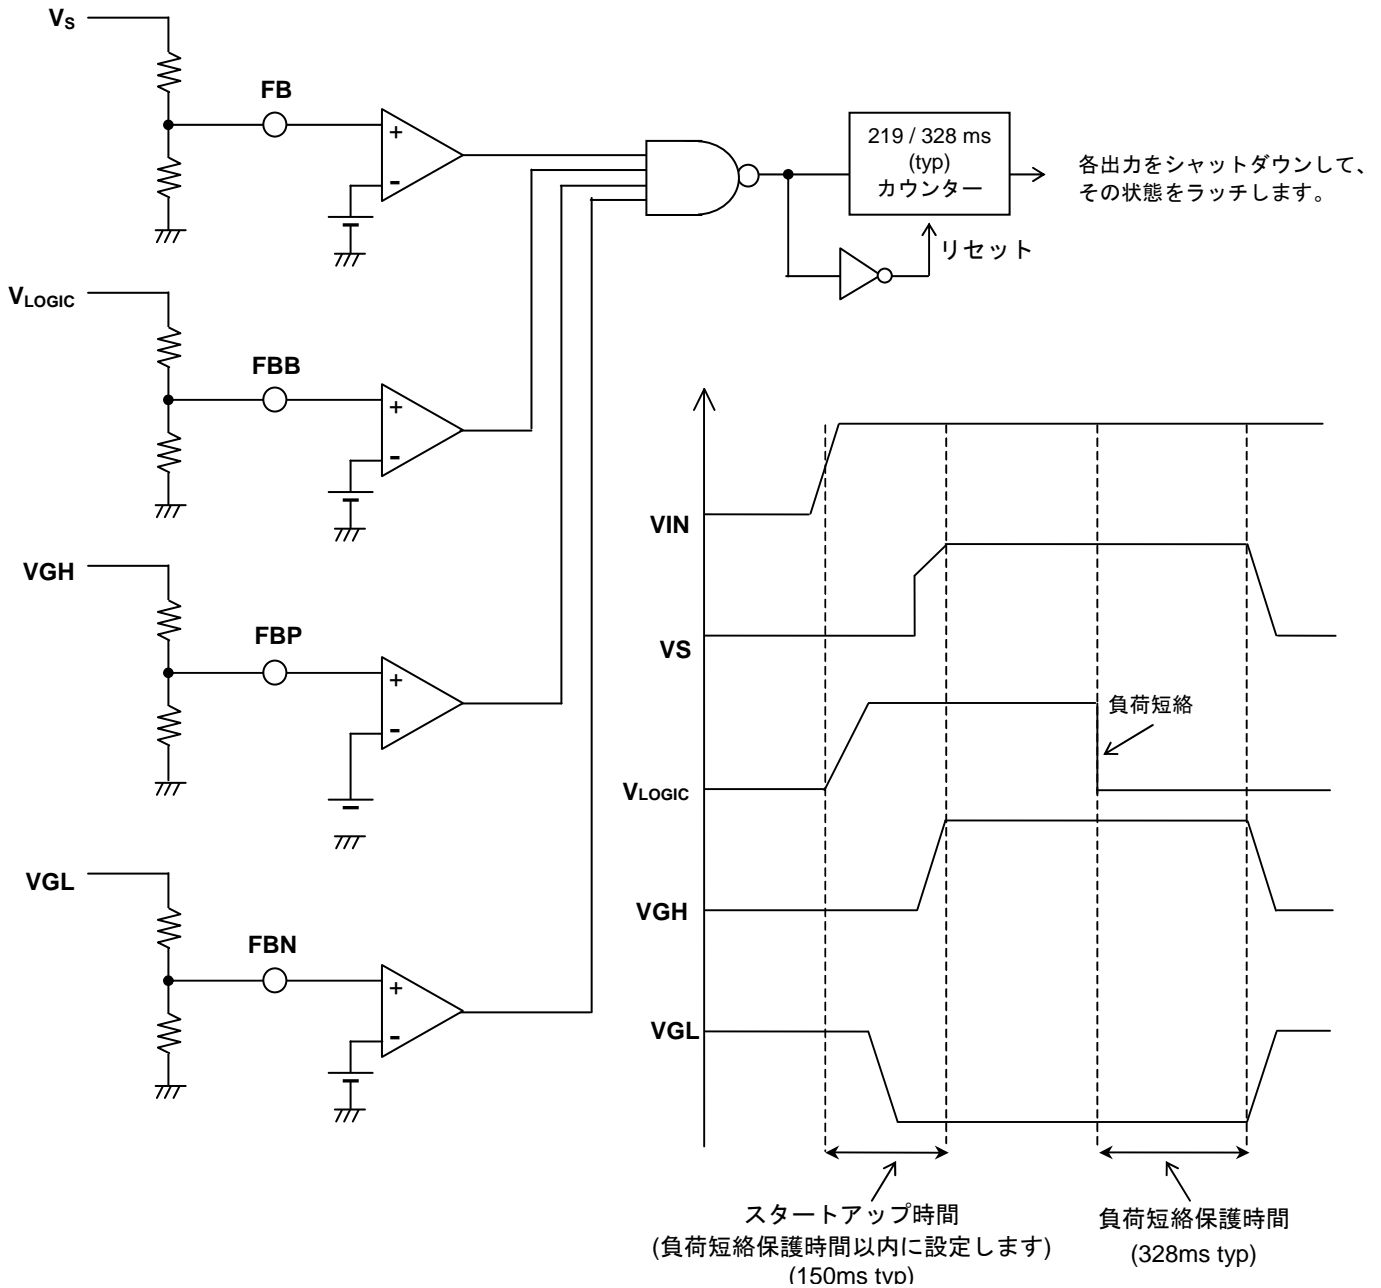 VS
FB
+
-
219 / 328 ms
(typ)
カウンター
各出力をシャットダウンして、
その状態をラッチします。
リセット
VLOGIC
FBB
+
-
VGH
FBP
+
-
VGL
FBN
+
-
VIN
VS
負荷短絡
VLOGIC
VGH
VGL
スタートアップ時間
(負荷短絡保護時間以内に設定します)
(150ms typ)
負荷短絡保護時間
(328ms typ)